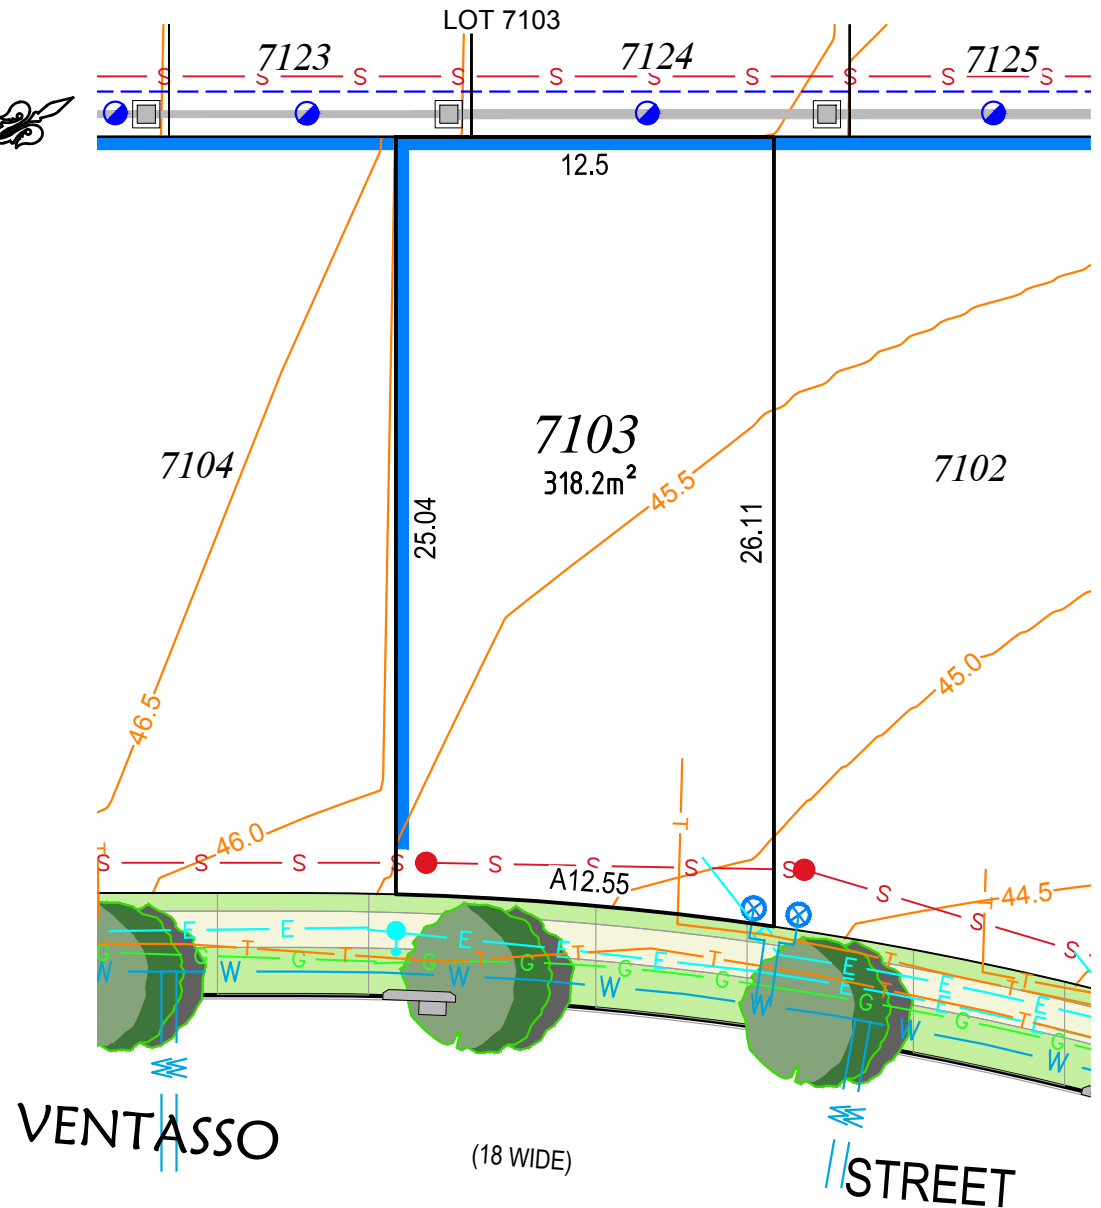 LOT 7103
7123
7124
7125
S S S S S S S S S S
12.5
7103
318.2m²
7104
7102
45.5
25.04
26.11
45.0
46.5
46.0
T
T
S S S S S S S S S S S
A12.55
44.5
T
E E E E E E E E
T T T T T T T T
G G G G G G G
W W W W W W W
VENTASSO
(18 WIDE)
STREET